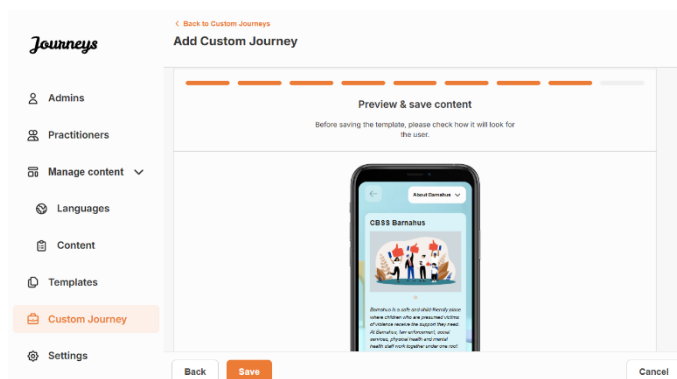 Back to Custom Journeys
Journeys
Add Custom Journey
Admins
Practitioners
Manage content
Languages
Content
Templates
Custom Journey
Settings
Preview & save content
Before saving the template, please check how it will look for
the user.
About Barnahus
CBSS Barnahus
Barnahus is a safe and child-friendly place
where children who are presumed victims
of violence receive the support they need.
At Barnahus, law enforcement, social
services, physical health and mental
health staff work together under one roof.
Back
Save
Cancel